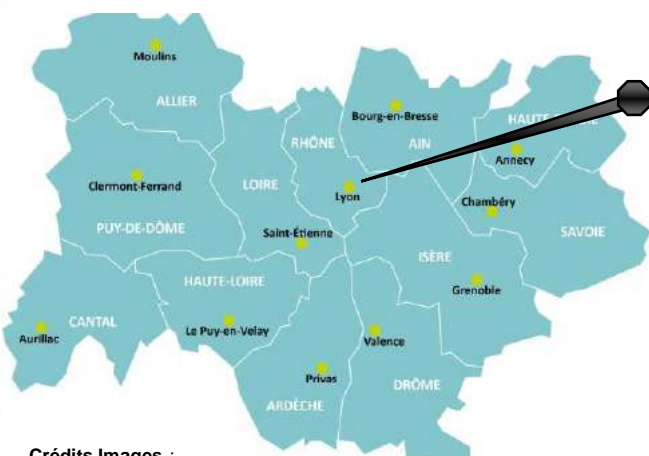 Moulins
ALLIER
Bourg-en-Bresse
RHÔNE
AIN
Annecy
Clermont-Ferrand
LOIRE
Lyon
Chambéry
PUY-DE-DÔME
Saint-Étienne
SAVOIE
ISÈRE
HAUTE-LOIRE
Grenoble
CANTAL
Aurillac
Le Puy-en-Velay
Valence
Privas
DRÔME
ARDÈCHE
Crédits Images :